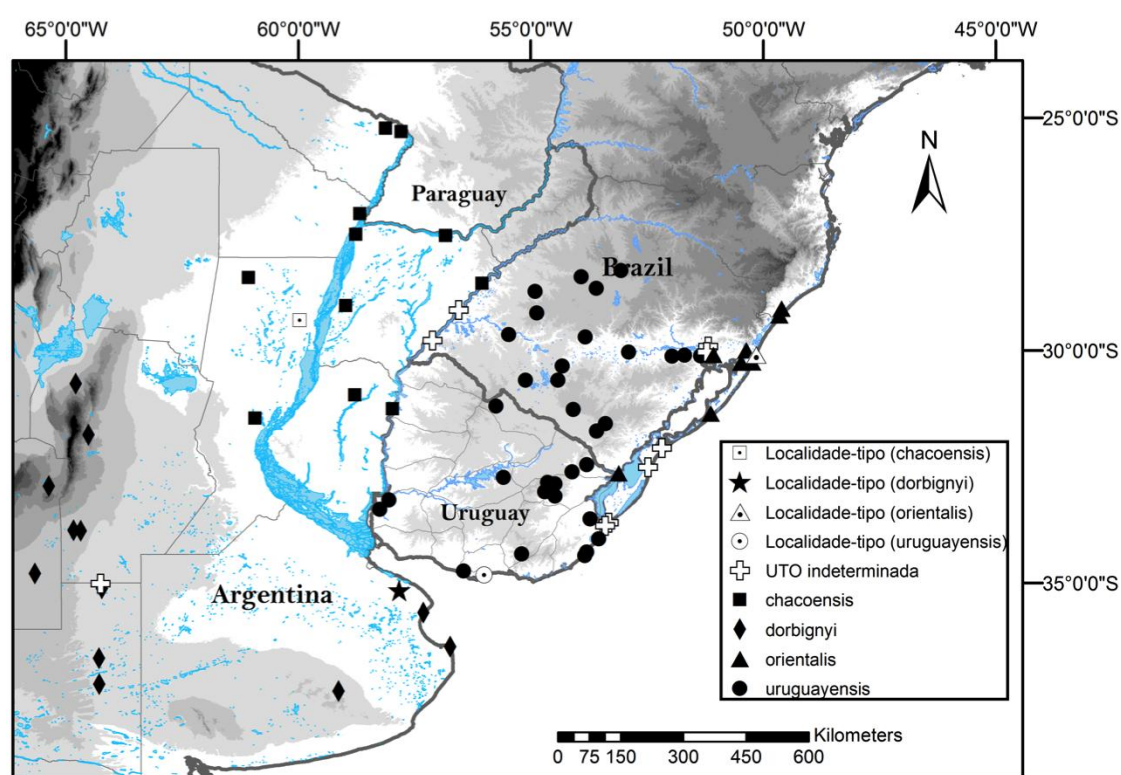 65°0'0"W
60°0'0"W
55°0'0"W
50°0'0"W
45°0'0"W
25°0'0"S
N
Paraguay
Brazil
30°0'0"S
Localidade-tipo (chacoensis)
Localidade-tipo (dorbignyi)
Localidade-tipo (orientalis)
Uruguay
Localidade-tipo (uruguayensis)
UTO indeterminada
35°0'0"S
Argentina
chacoensis
dorbignyi
orientalis
uruguayensis
Kilometers
0 75 150 300 450 600